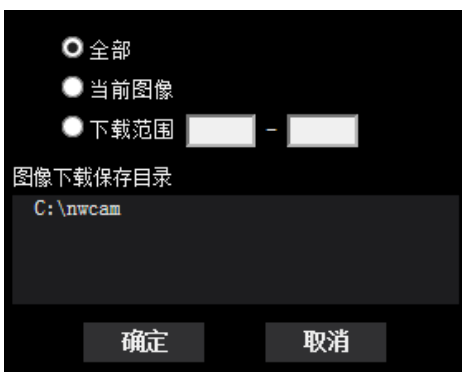 全部
当前图像
下载范围 -
图像下载保存目录
C:\nwcam
确定 取消